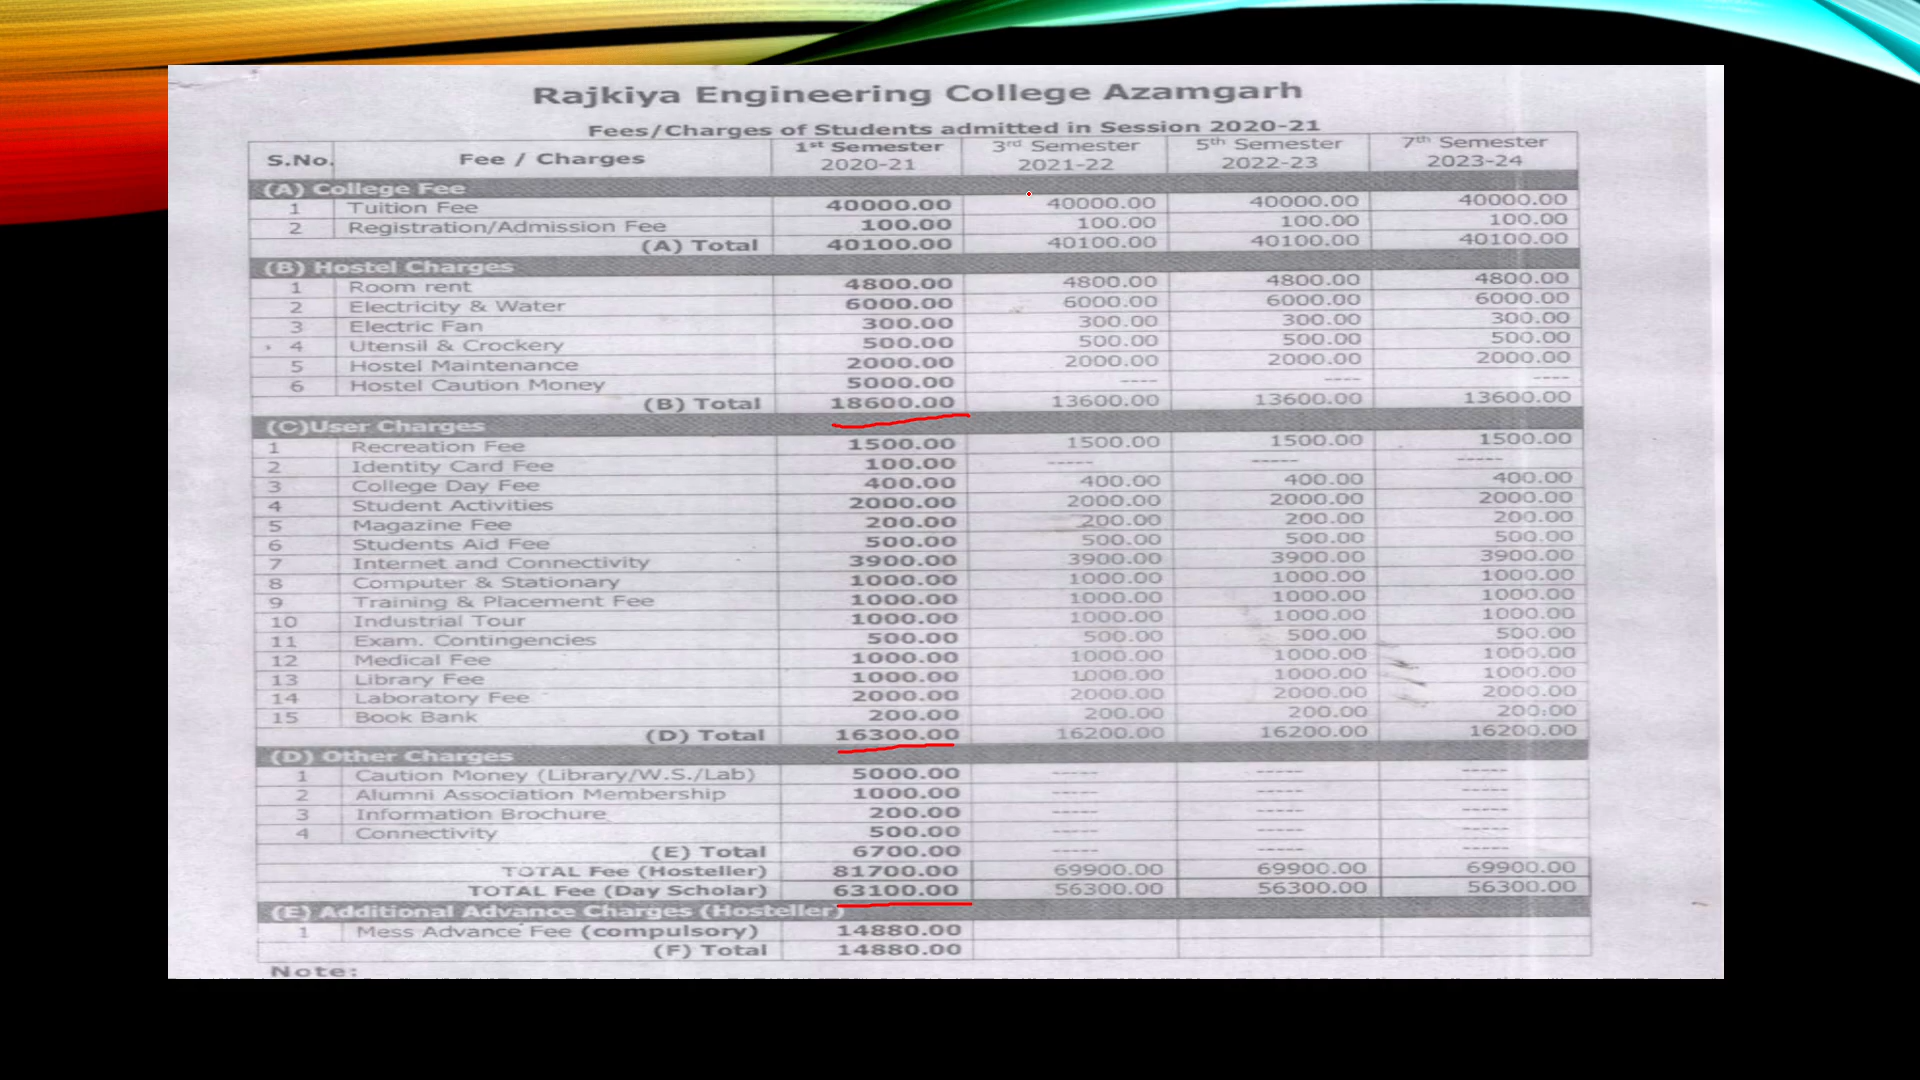 Rajkiya Engineering College Azamgarh
Fees/Charges of Students admitted in Session 2020-21
S.No. Fee / Charges 1st Semester 2020-21 3rd Semester 2021-22 5th Semester 2022-23 7th Semester 2023-24
(A) College Fee
1 Tuition Fee 40000.00 40000.00 40000.00 40000.00
2 Registration/Admission Fee 100.00 100.00 100.00 100.00
(A) Total 40100.00 40100.00 40100.00 40100.00
(B) Hostel Charges
1 Room rent 4800.00 4800.00 4800.00 4800.00
2 Electricity & Water 6000.00 6000.00 6000.00 6000.00
3 Electric Fan 300.00 300.00 300.00 300.00
4 Utensil & Crockery 500.00 500.00 500.00 500.00
5 Hostel Maintenance 2000.00 2000.00 2000.00 2000.00
6 Hostel Caution Money 5000.00 ---- ---- ----
(B) Total 18600.00 13600.00 13600.00 13600.00
(C)User Charges
1 Recreation Fee 1500.00 1500.00 1500.00 1500.00
2 Identity Card Fee 100.00 ----- ----- -----
3 College Day Fee 400.00 400.00 400.00 400.00
4 Student Activities 2000.00 2000.00 2000.00 2000.00
5 Magazine Fee 200.00 200.00 200.00 200.00
6 Students Aid Fee 500.00 500.00 500.00 500.00
7 Internet and Connectivity 3900.00 3900.00 3900.00 3900.00
8 Computer & Stationary 1000.00 1000.00 1000.00 1000.00
9 Training & Placement Fee 1000.00 1000.00 1000.00 1000.00
10 Industrial Tour 1000.00 1000.00 1000.00 1000.00
11 Exam. Contingencies 500.00 500.00 500.00 500.00
12 Medical Fee 1000.00 1000.00 1000.00 1000.00
13 Library Fee 1000.00 1000.00 1000.00 1000.00
14 Laboratory Fee 2000.00 2000.00 2000.00 2000.00
15 Book Bank 200.00 200.00 200.00 200.00
(D) Total 16300.00 16200.00 16200.00 16200.00
(D) Other Charges
1 Caution Money (Library/W.S./Lab) 5000.00 ----- ----- -----
2 Alumni Association Membership 1000.00 ----- ----- -----
3 Information Brochure 200.00 ----- ----- -----
4 Connectivity 500.00 ----- ----- -----
(E) Total 6700.00 ----- ----- -----
TOTAL Fee (Hosteller) 81700.00 69900.00 69900.00 69900.00
TOTAL Fee (Day Scholar) 63100.00 56300.00 56300.00 56300.00
(E) Additional Advance Charges (Hosteller)
1 Mess Advance Fee (compulsory) 14880.00
(F) Total 14880.00
Note: